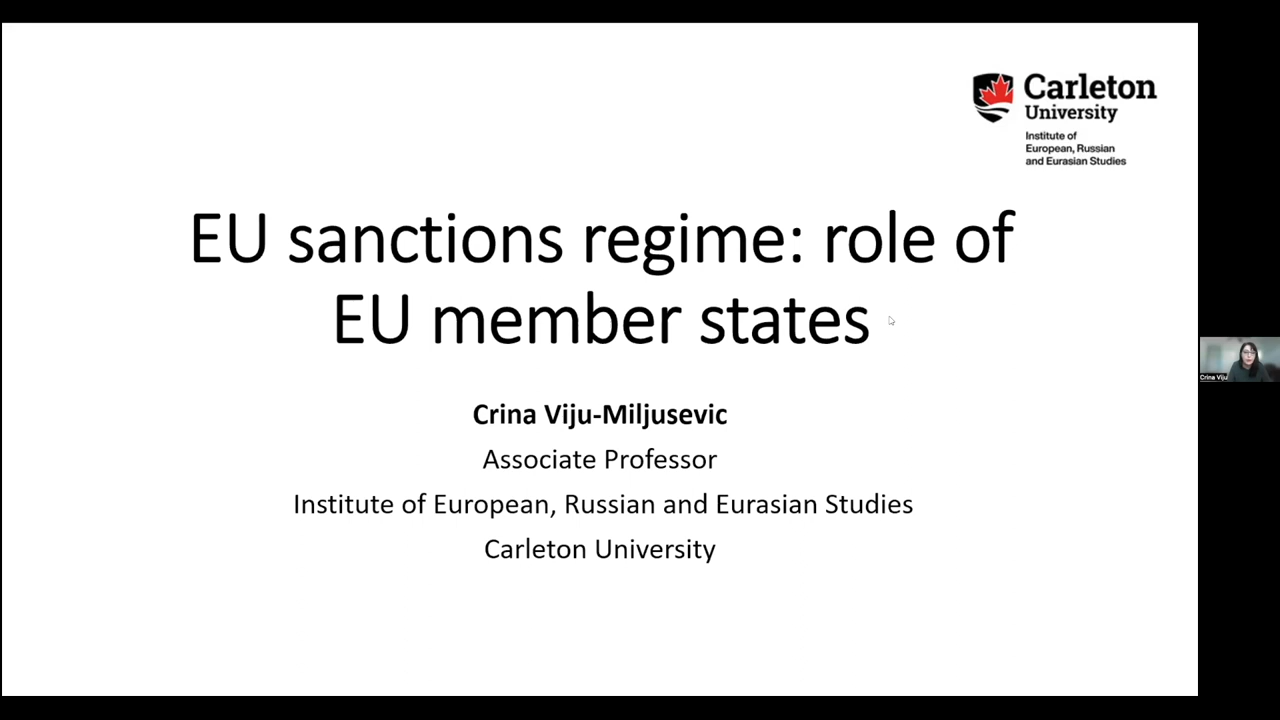 Carleton
University
Institute of
European, Russian
and Eurasian Studies
EU sanctions regime: role of
EU member states
Crina Viju-Miljusevic
Associate Professor
Institute of European, Russian and Eurasian Studies
Carleton University
Crina Viju